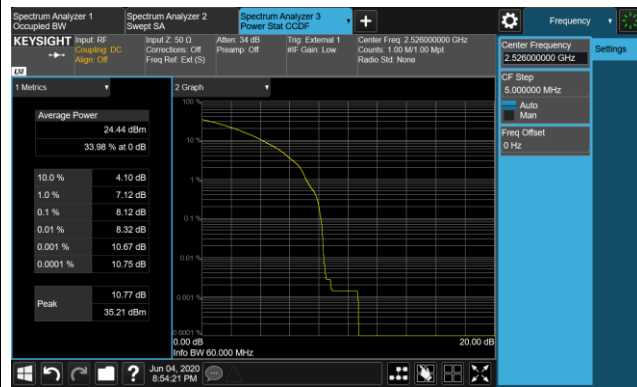 Spectrum Analyzer 1
Occupied BW
Spectrum Analyzer 2
Swept SA
Spectrum Analyzer 3
Power Stat CCDF
Frequency
KEYSIGHT
Input: RF
Coupling: DC
Align: Off
Input Z: 50 Ω
Corrections: Off
Freq Ref: Ext (S)
Atten: 34 dB
Preamp: Off
Trig: External 1
#IF Gain: Low
Center Freq: 2.526000000 GHz
Counts: 1.00 M/1.00 Mpt
Radio Std: None
LXI
Center Frequency
2.526000000 GHz
Settings
CF Step
5.000000 MHz
Auto
Man
Freq Offset
0 Hz
1 Metrics
Average Power
24.44 dBm
33.98 % at 0 dB
10.0 % 4.10 dB
1.0 % 7.12 dB
0.1 % 8.12 dB
0.01 % 8.32 dB
0.001 % 10.67 dB
0.0001 % 10.75 dB
Peak
10.77 dB
35.21 dBm
2 Graph
100 %
10 %
1 %
0.1 %
0.01 %
0.001 %
0.0001 %
0.00 dB
20.00 dB
Info BW 60.000 MHz
?
Jun 04, 2020
8:54:21 PM